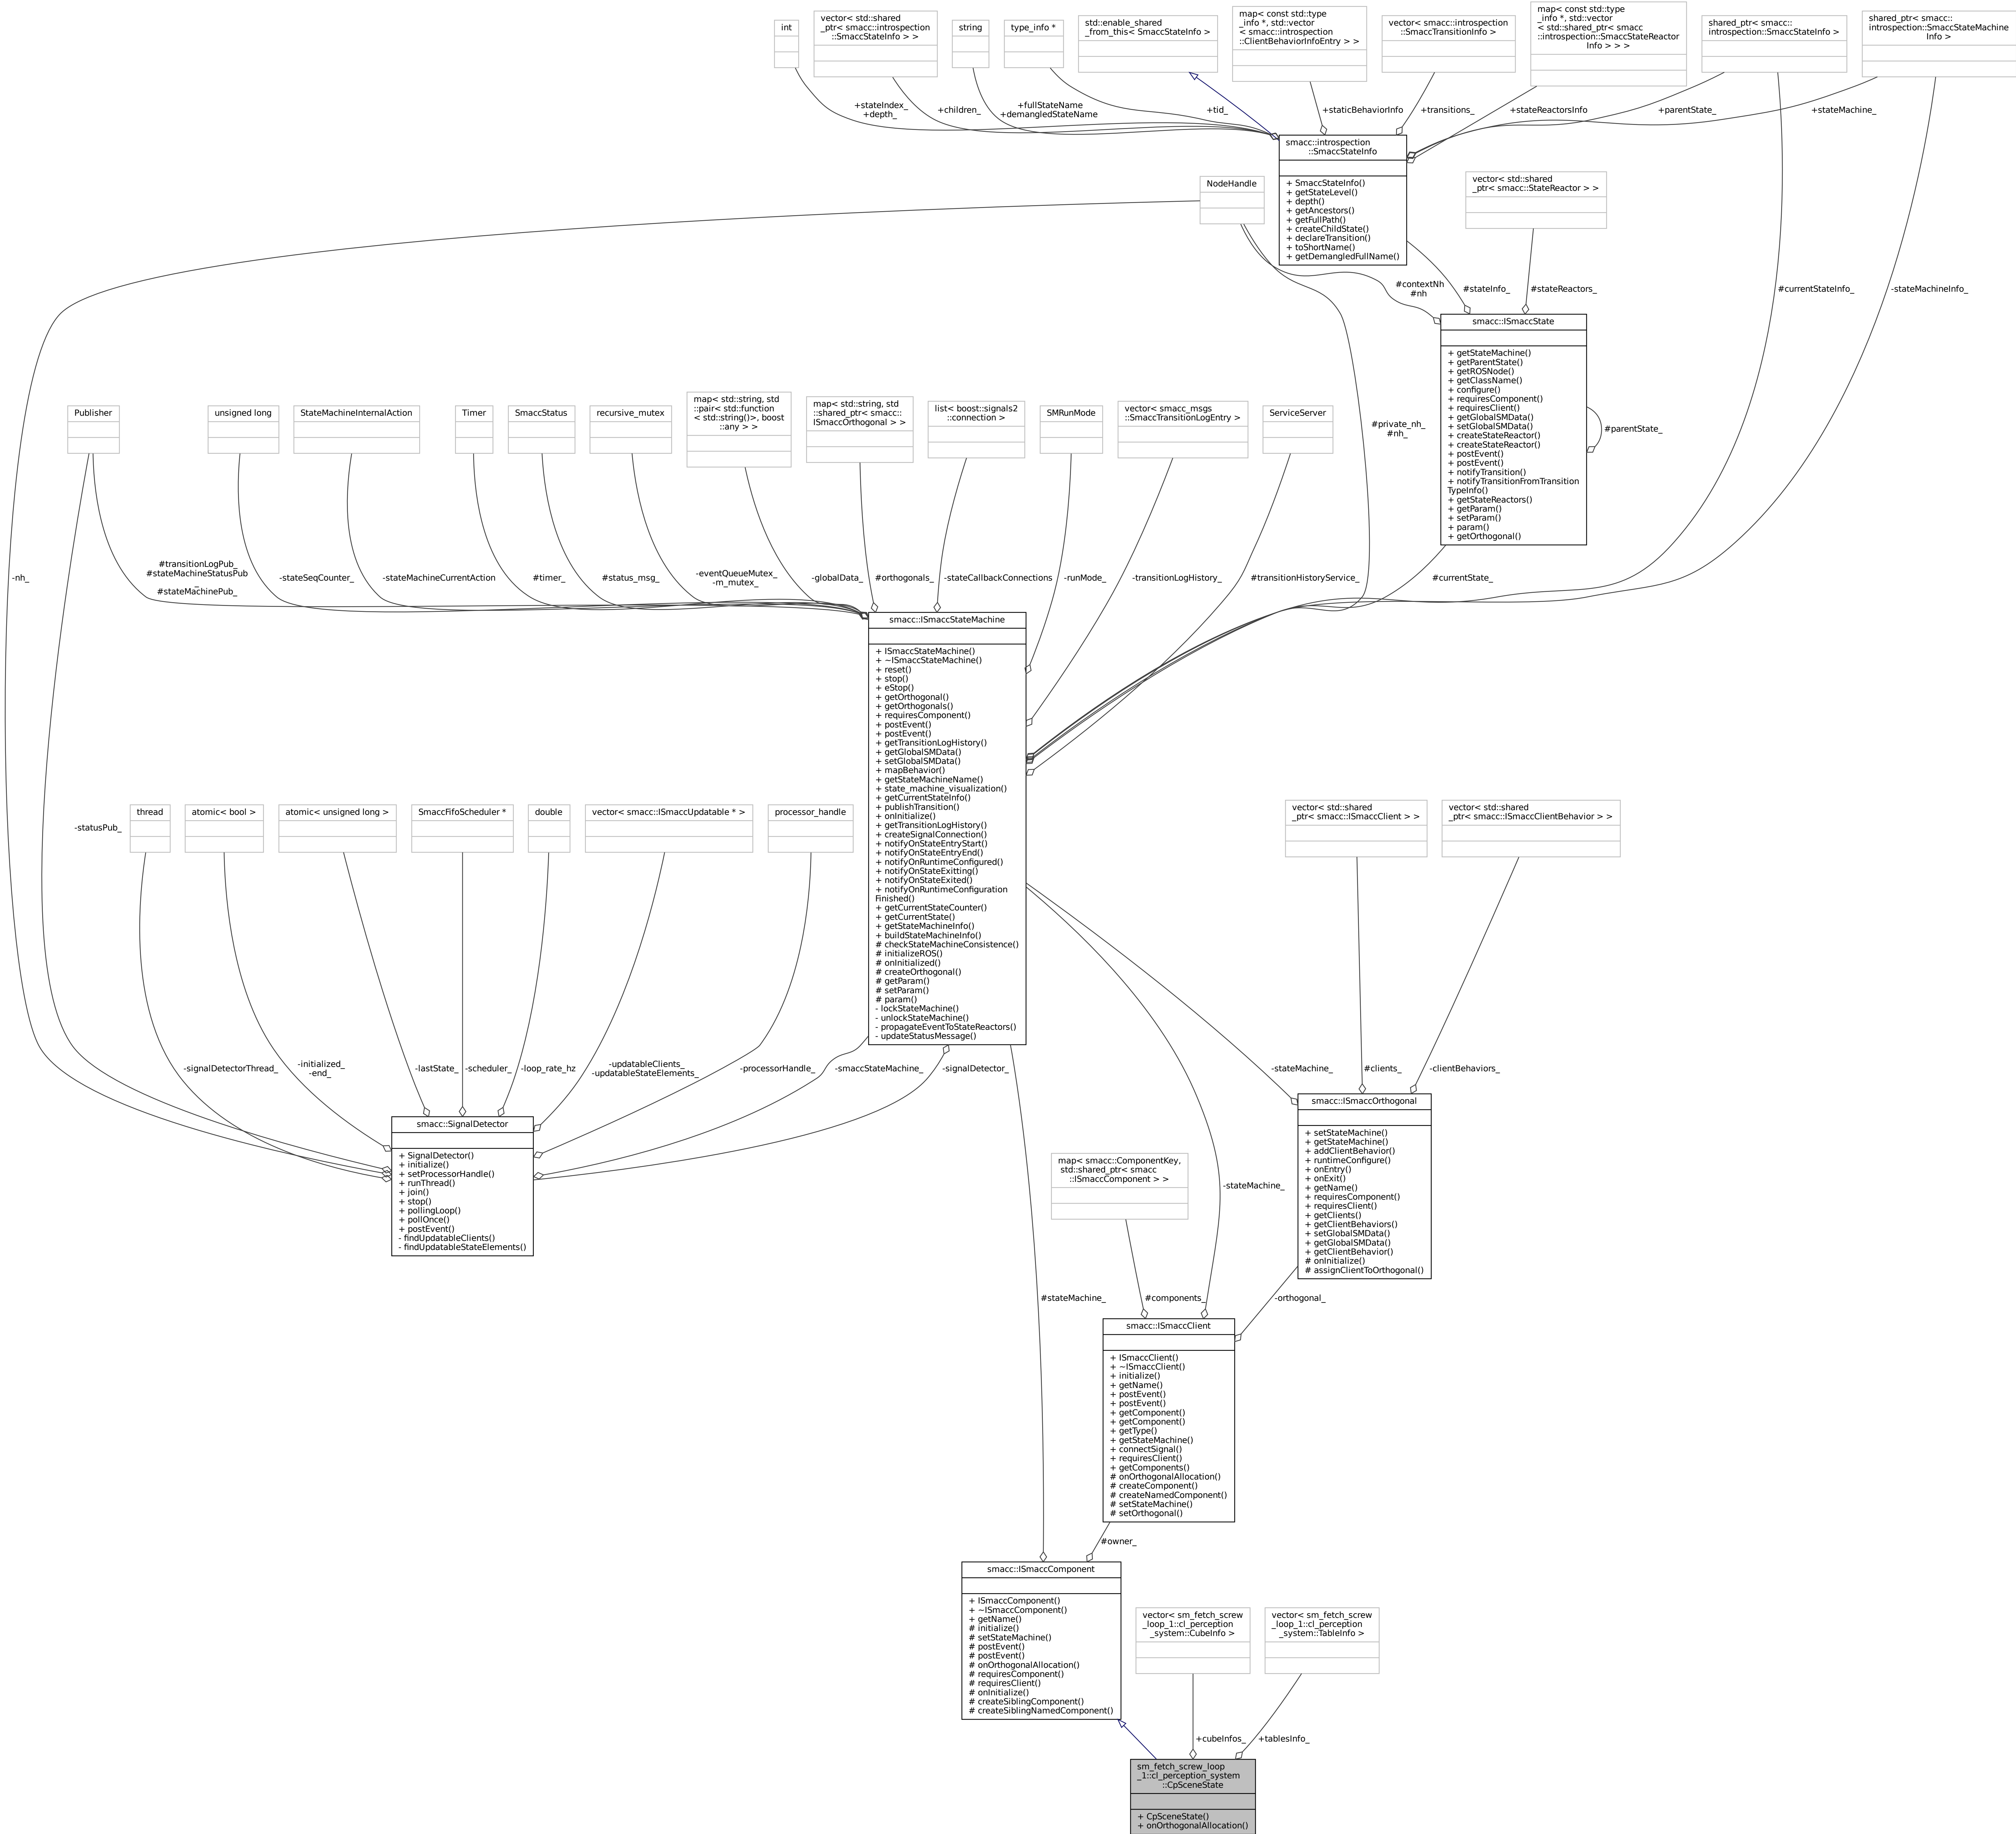 int
vector< std::shared
_ptr< smacc::introspection
::SmaccStateInfo > >
string
type_info *
std::enable_shared
_from_this< SmaccStateInfo >
map< const std::type
_info *, std::vector
< smacc::introspection
::ClientBehaviorInfoEntry > >
vector< smacc::introspection
::SmaccTransitionInfo >
map< const std::type
_info *, std::vector
< std::shared_ptr< smacc
::introspection::SmaccStateReactor
Info > > >
shared_ptr< smacc::
introspection::SmaccStateInfo >
shared_ptr< smacc::
introspection::SmaccStateMachine
Info >
+stateIndex_
+depth_
+children_
+fullStateName
+demangledStateName
+tid_
+staticBehaviorInfo
+transitions_
+stateReactorsInfo
+parentState_
+stateMachine_
smacc::introspection
::SmaccStateInfo
+ SmaccStateInfo()
+ getStateLevel()
+ depth()
+ getAncestors()
+ getFullPath()
+ createChildState()
+ declareTransition()
+ toShortName()
+ getDemangledFullName()
NodeHandle
vector< std::shared
_ptr< smacc::StateReactor > >
#contextNh
#nh
#stateInfo_
#stateReactors_
#currentStateInfo_
-stateMachineInfo_
smacc::ISmaccState
+ getStateMachine()
+ getParentState()
+ getROSNode()
+ getClassName()
+ configure()
+ requiresComponent()
+ requiresClient()
+ getGlobalSMData()
+ setGlobalSMData()
+ createStateReactor()
+ createStateReactor()
+ postEvent()
+ postEvent()
+ notifyTransition()
+ notifyTransitionFromTransition
TypeInfo()
+ getStateReactors()
+ getParam()
+ setParam()
+ param()
+ getOrthogonal()
#parentState_
Publisher
unsigned long
StateMachineInternalAction
Timer
SmaccStatus
recursive_mutex
map< std::string, std
::pair< std::function
< std::string()>, boost
::any > >
map< std::string, std
::shared_ptr< smacc::
ISmaccOrthogonal > >
list< boost::signals2
::connection >
SMRunMode
vector< smacc_msgs
::SmaccTransitionLogEntry >
ServiceServer
#private_nh_
#nh_
-nh_
#transitionLogPub_
#stateMachineStatusPub
_
#stateMachinePub_
-stateSeqCounter_
-stateMachineCurrentAction
#timer_
#status_msg_
-eventQueueMutex_
-m_mutex_
-globalData_
#orthogonals_
-stateCallbackConnections
-runMode_
-transitionLogHistory_
#transitionHistoryService_
#currentState_
smacc::ISmaccStateMachine
+ ISmaccStateMachine()
+ ~ISmaccStateMachine()
+ reset()
+ stop()
+ eStop()
+ getOrthogonal()
+ getOrthogonals()
+ requiresComponent()
+ postEvent()
+ postEvent()
+ getTransitionLogHistory()
+ getGlobalSMData()
+ setGlobalSMData()
+ mapBehavior()
+ getStateMachineName()
+ state_machine_visualization()
+ getCurrentStateInfo()
+ publishTransition()
+ onInitialize()
+ getTransitionLogHistory()
+ createSignalConnection()
+ notifyOnStateEntryStart()
+ notifyOnStateEntryEnd()
+ notifyOnRuntimeConfigured()
+ notifyOnStateExitting()
+ notifyOnStateExited()
+ notifyOnRuntimeConfiguration
Finished()
+ getCurrentStateCounter()
+ getCurrentState()
+ getStateMachineInfo()
+ buildStateMachineInfo()
# checkStateMachineConsistence()
# initializeROS()
# onInitialized()
# createOrthogonal()
# getParam()
# setParam()
# param()
- lockStateMachine()
- unlockStateMachine()
- propagateEventToStateReactors()
- updateStatusMessage()
-statusPub_
thread
atomic< bool >
atomic< unsigned long >
SmaccFifoScheduler *
double
vector< smacc::ISmaccUpdatable * >
processor_handle
vector< std::shared
_ptr< smacc::ISmaccClient > >
vector< std::shared
_ptr< smacc::ISmaccClientBehavior > >
-signalDetectorThread_
-initialized_
-end_
-lastState_
-scheduler_
-loop_rate_hz
-updatableClients_
-updatableStateElements_
-processorHandle_
-smaccStateMachine_
-signalDetector_
-stateMachine_
#clients_
-clientBehaviors_
smacc::SignalDetector
+ SignalDetector()
+ initialize()
+ setProcessorHandle()
+ runThread()
+ join()
+ stop()
+ pollingLoop()
+ pollOnce()
+ postEvent()
- findUpdatableClients()
- findUpdatableStateElements()
smacc::ISmaccOrthogonal
+ setStateMachine()
+ getStateMachine()
+ addClientBehavior()
+ runtimeConfigure()
+ onEntry()
+ onExit()
+ getName()
+ requiresComponent()
+ requiresClient()
+ getClients()
+ getClientBehaviors()
+ setGlobalSMData()
+ getGlobalSMData()
+ getClientBehavior()
# onInitialize()
# assignClientToOrthogonal()
map< smacc::ComponentKey,
std::shared_ptr< smacc
::ISmaccComponent > >
-stateMachine_
#stateMachine_
#components_
-orthogonal_
smacc::ISmaccClient
+ ISmaccClient()
+ ~ISmaccClient()
+ initialize()
+ getName()
+ postEvent()
+ postEvent()
+ getComponent()
+ getComponent()
+ getType()
+ getStateMachine()
+ connectSignal()
+ requiresClient()
+ getComponents()
# onOrthogonalAllocation()
# createComponent()
# createNamedComponent()
# setStateMachine()
# setOrthogonal()
#owner_
smacc::ISmaccComponent
+ ISmaccComponent()
+ ~ISmaccComponent()
+ getName()
# initialize()
# setStateMachine()
# postEvent()
# postEvent()
# onOrthogonalAllocation()
# requiresComponent()
# requiresClient()
# onInitialize()
# createSiblingComponent()
# createSiblingNamedComponent()
vector< sm_fetch_screw
_loop_1::cl_perception
_system::CubeInfo >
vector< sm_fetch_screw
_loop_1::cl_perception
_system::TableInfo >
+cubeInfos_
+tablesInfo_
sm_fetch_screw_loop
_1::cl_perception_system
::CpSceneState
+ CpSceneState()
+ onOrthogonalAllocation()